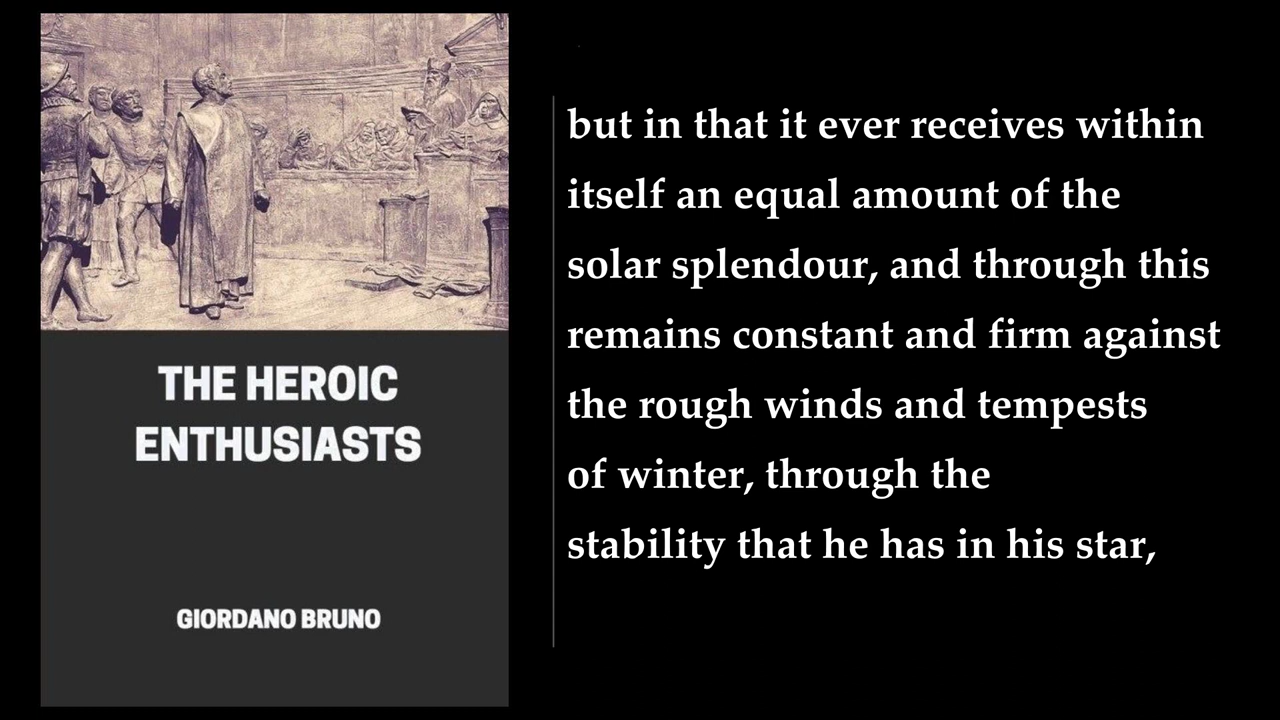 THE HEROIC
ENTHUSIASTS
GIORDANO BRUNO
but in that it ever receives within
itself an equal amount of the
solar splendour, and through this
remains constant and firm against
the rough winds and tempests
of winter, through the
stability that he has in his star,